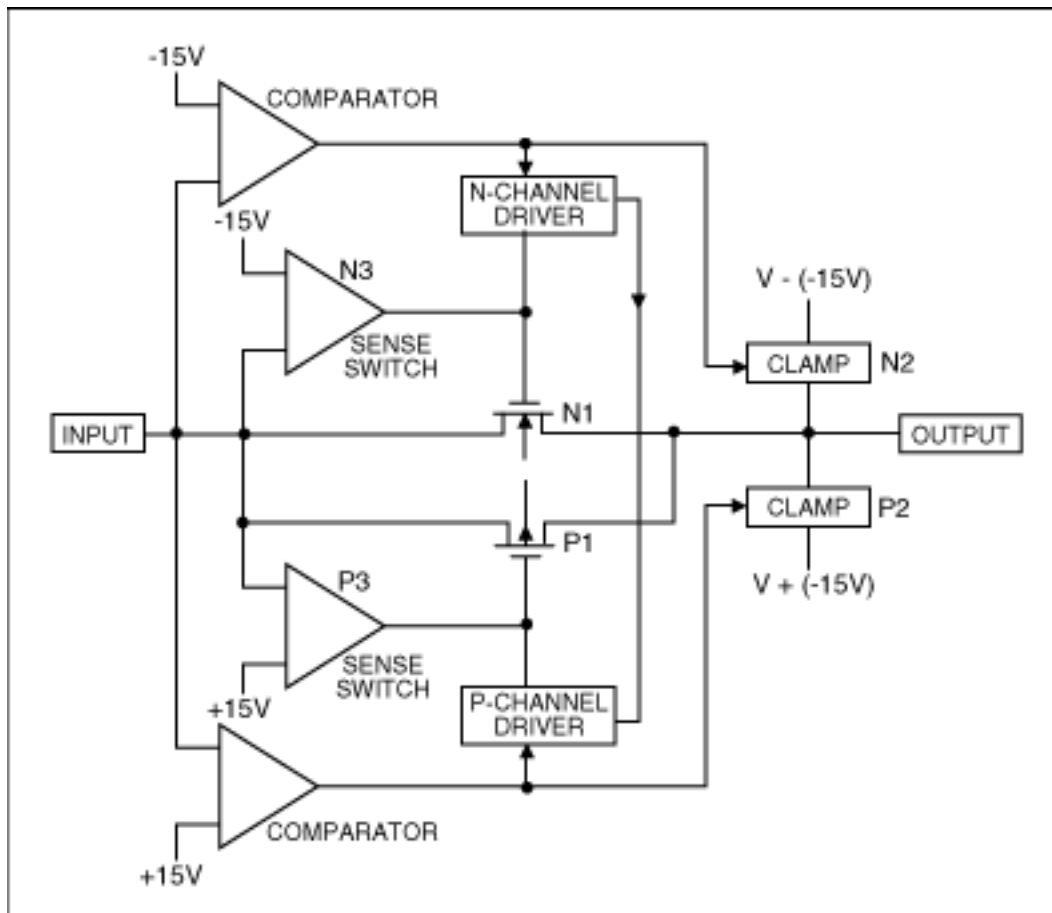 -15V
COMPARATOR
N-CHANNEL
DRIVER
-15V
N3
SENSE
SWITCH
V - (-15V)
CLAMP
N2
INPUT
N1
OUTPUT
CLAMP
P2
P1
V + (-15V)
P3
SENSE
SWITCH
+15V
P-CHANNEL
DRIVER
COMPARATOR
+15V